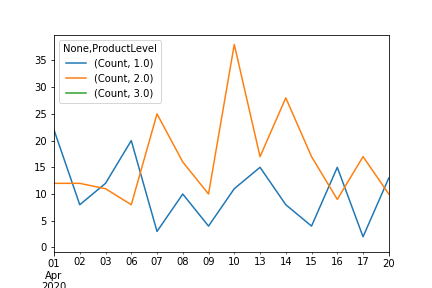 None,ProductLevel
(Count, 1.0)
(Count, 2.0)
(Count, 3.0)
35
30
25
20
15
10
5
0
01 02 03 06 07 08 09 10 13 14 15 16 17 20
Apr
2020